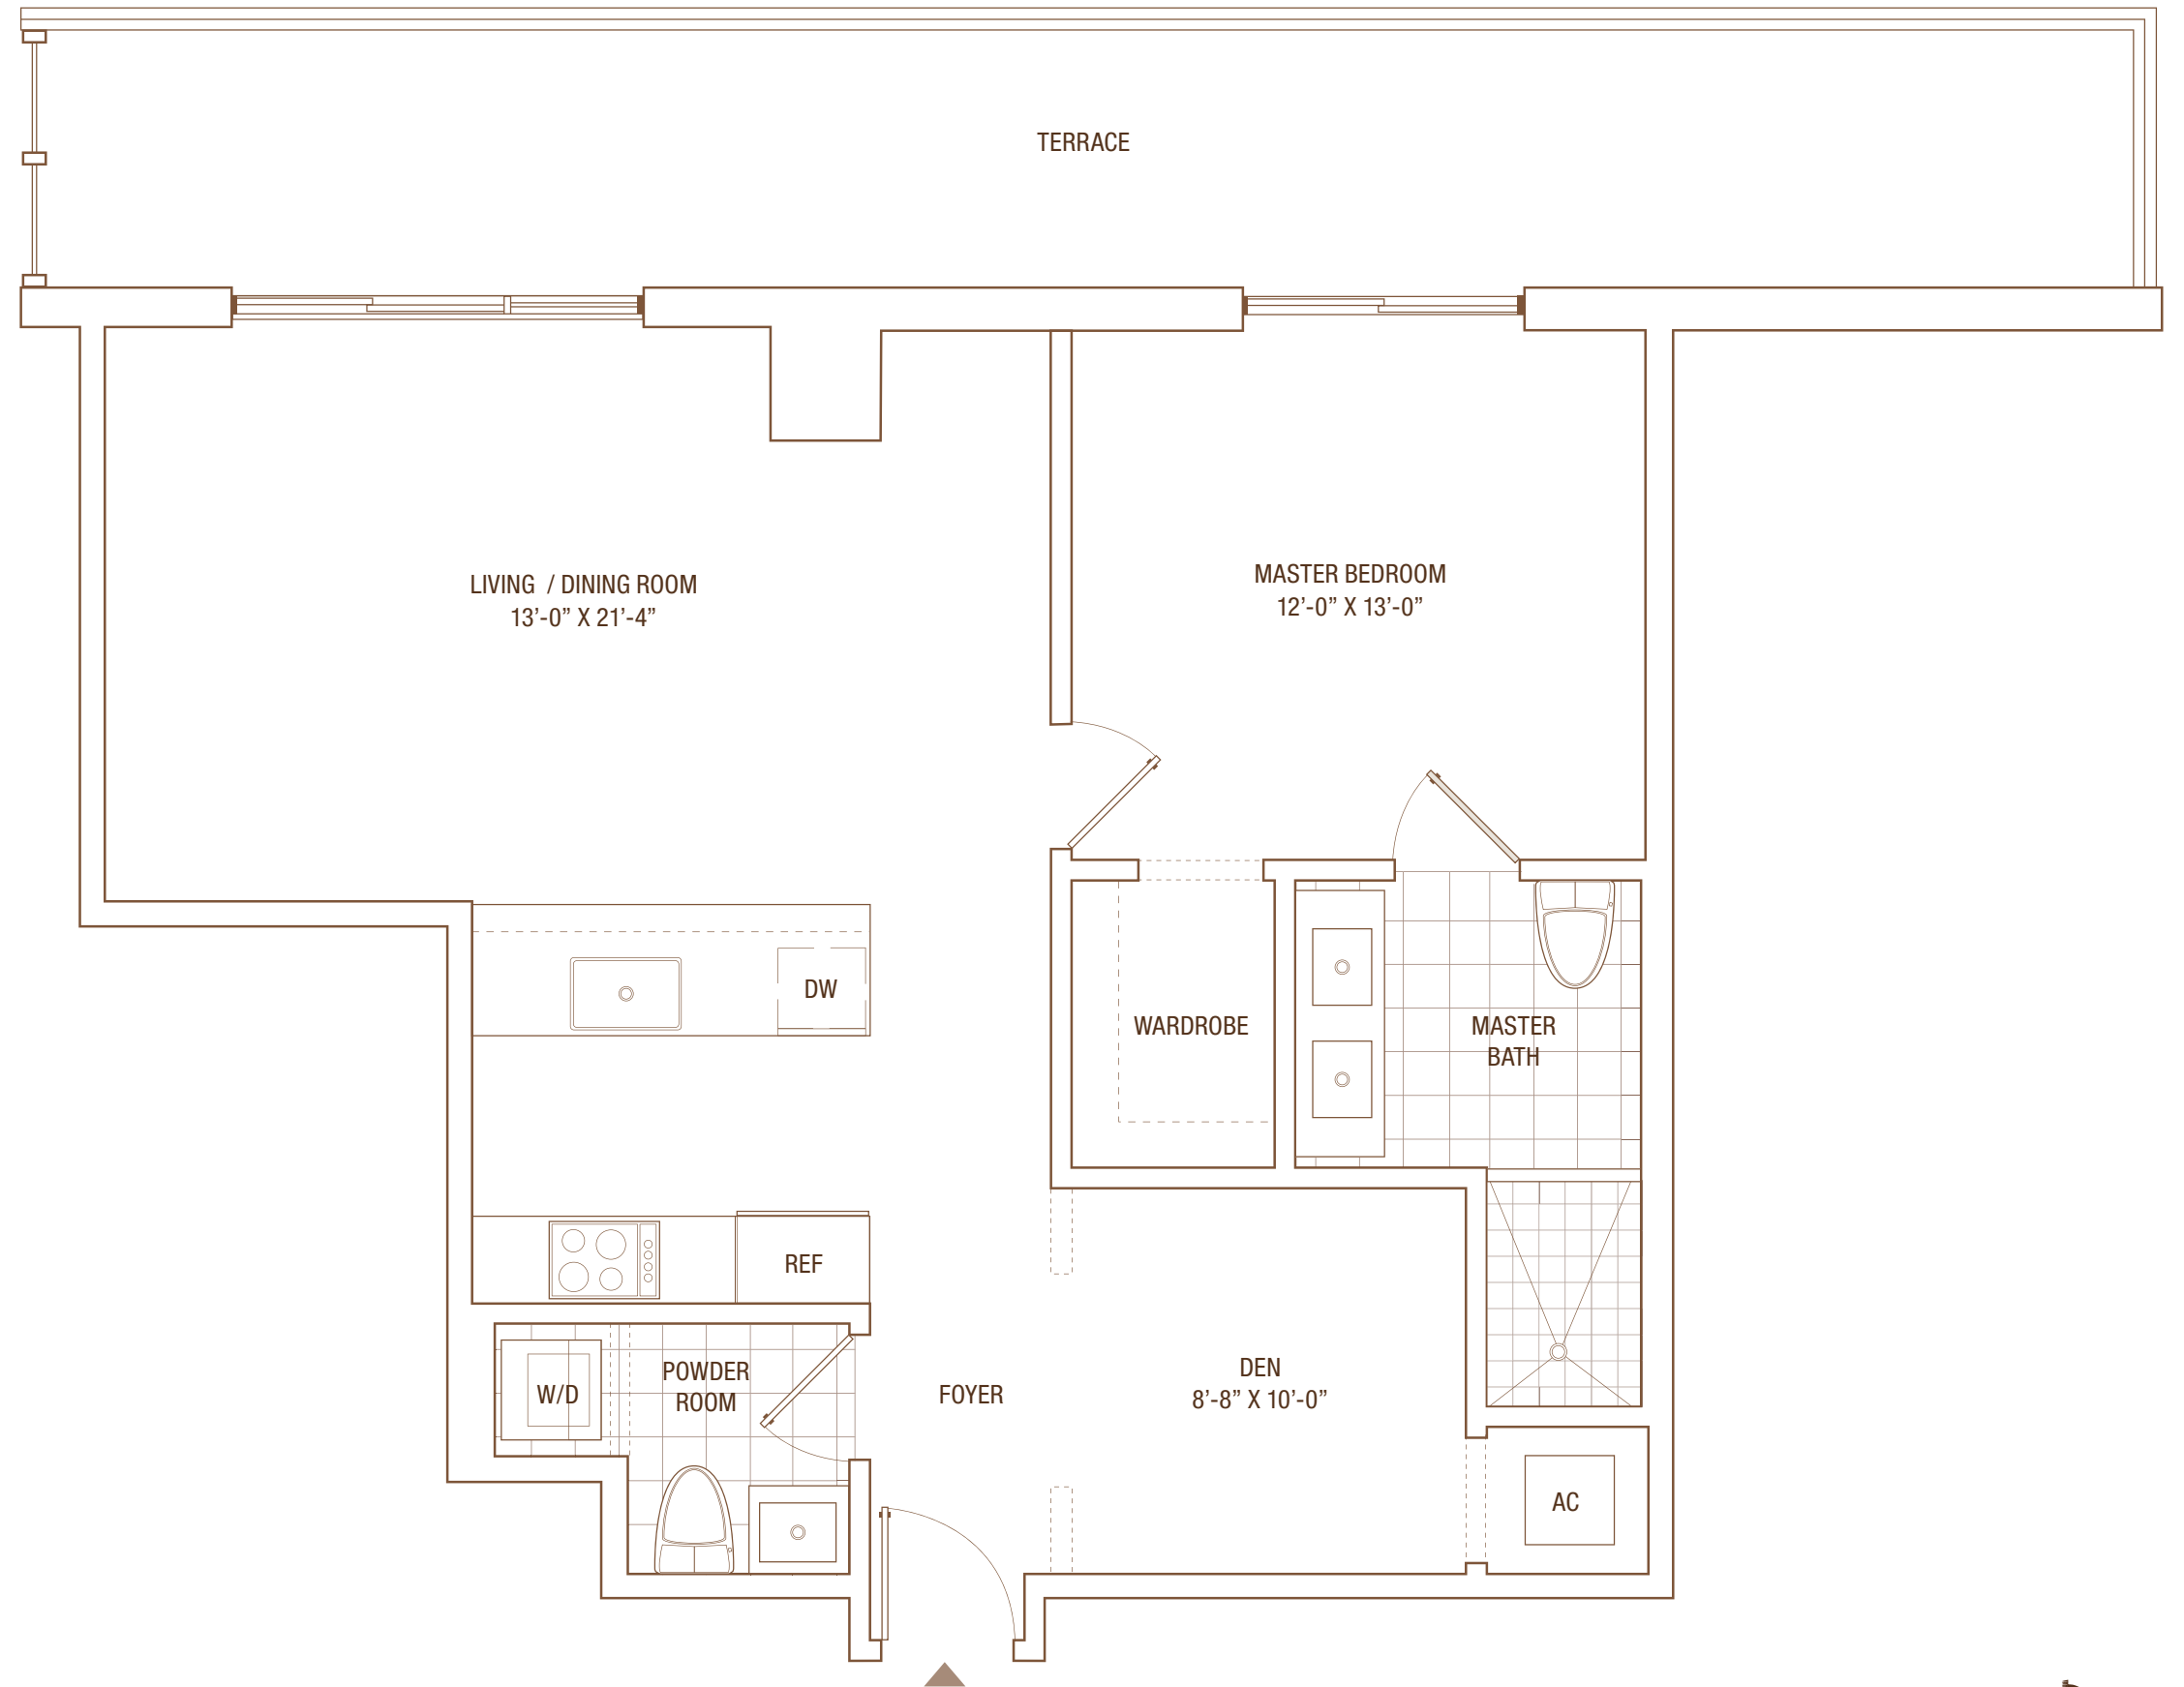 TERRACE
LIVING / DINING ROOM
13’-0” X 21’-4”
MASTER BEDROOM
12’-0” X 13’-0”
DW
WARDROBE
MASTER
BATH
REF
POWDER
ROOM
W/D
FOYER
DEN
8’-8” X 10’-0”
AC